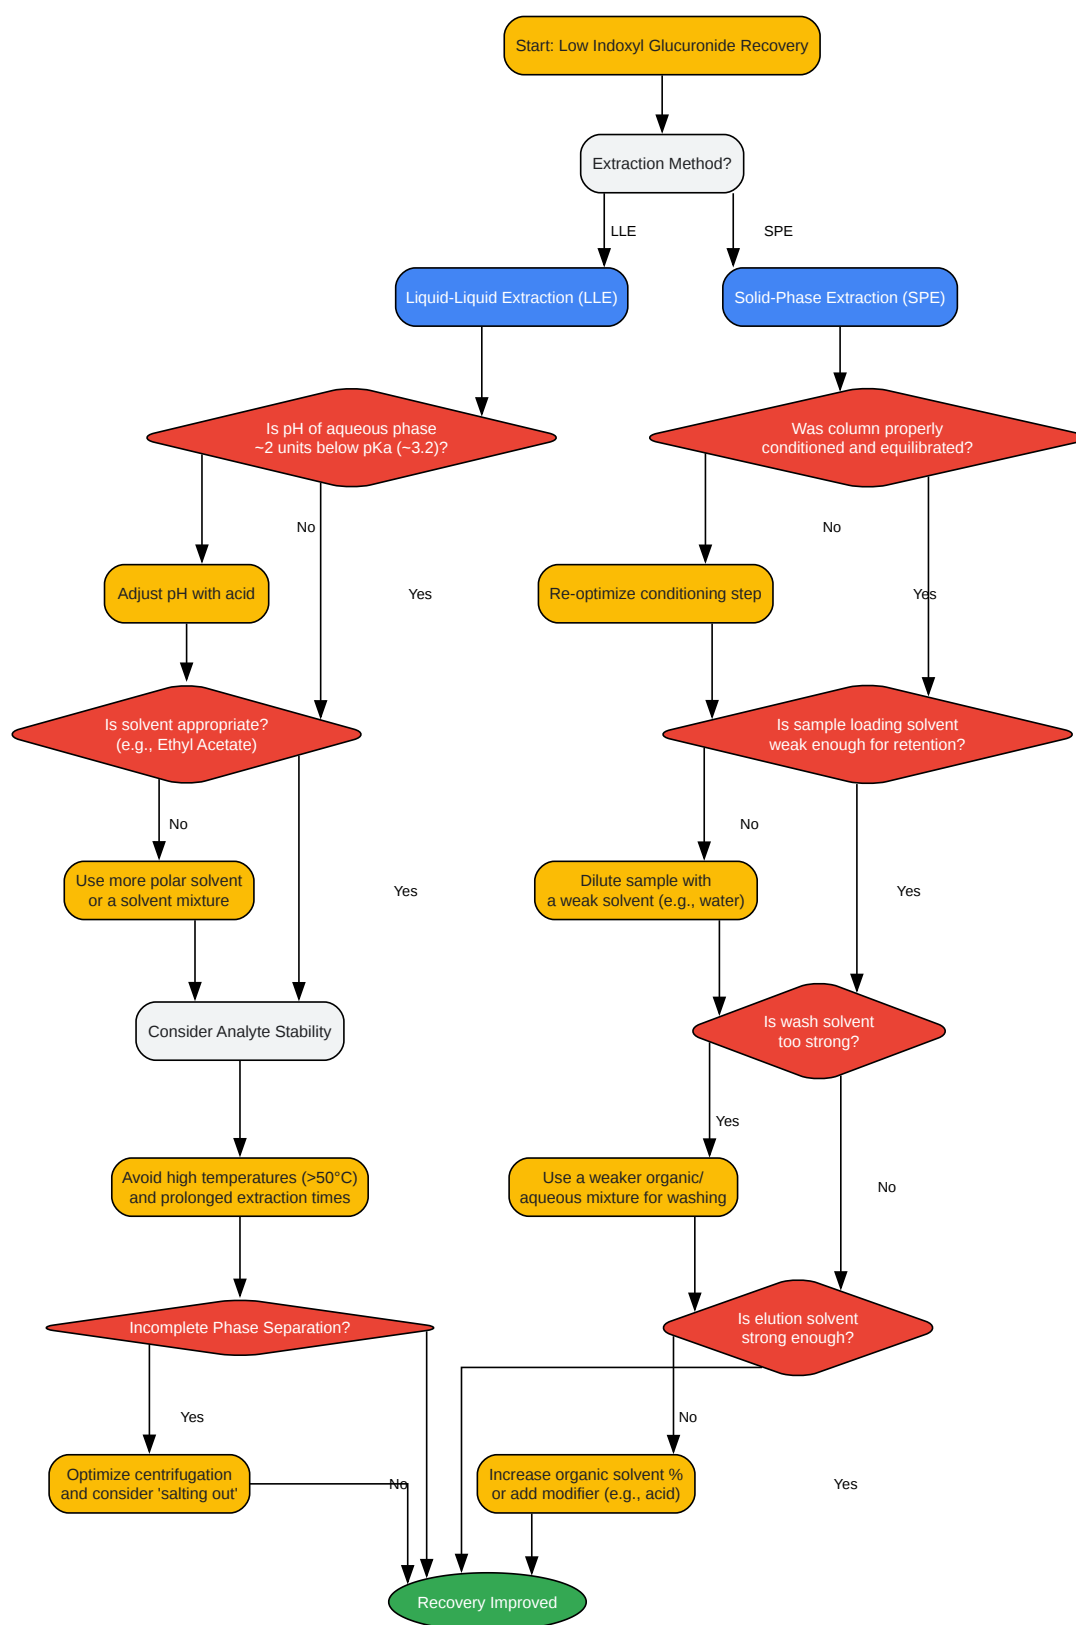 Start: Low Indoxyl Glucuronide Recovery
Extraction Method?
LLE
SPE
Liquid-Liquid Extraction (LLE)
Solid-Phase Extraction (SPE)
Is pH of aqueous phase
~2 units below pKa (~3.2)?
Was column properly
conditioned and equilibrated?
No
No
Adjust pH with acid
Yes
Re-optimize conditioning step
Yes
Is solvent appropriate?
(e.g., Ethyl Acetate)
Is sample loading solvent
weak enough for retention?
No
No
Use more polar solvent
or a solvent mixture
Yes
Dilute sample with
a weak solvent (e.g., water)
Yes
Consider Analyte Stability
Is wash solvent
too strong?
Yes
Avoid high temperatures (>50°C)
and prolonged extraction times
Use a weaker organic/
aqueous mixture for washing
No
Incomplete Phase Separation?
Is elution solvent
strong enough?
Yes
No
Optimize centrifugation
and consider 'salting out'
No
Increase organic solvent %
or add modifier (e.g., acid)
Yes
Recovery Improved